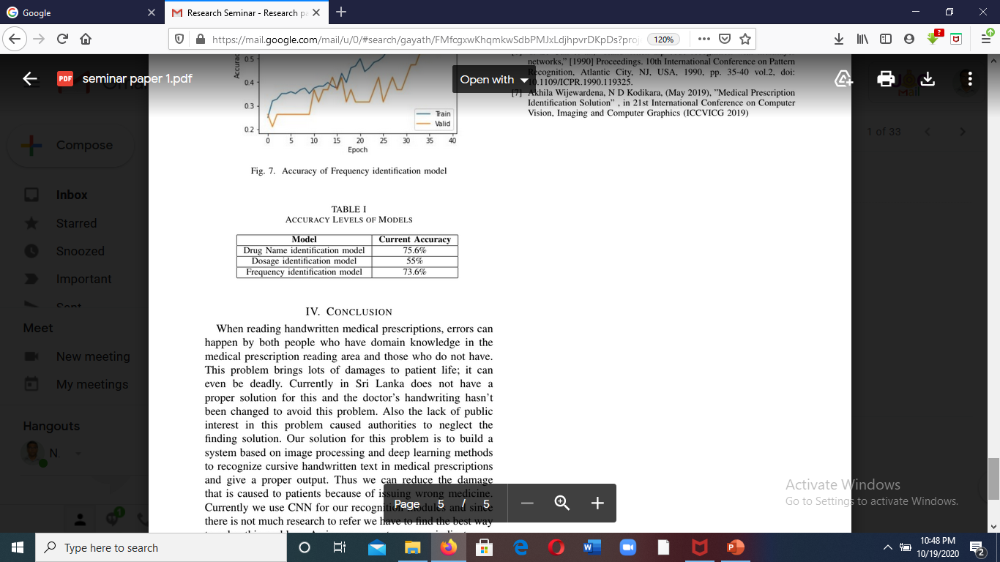 Google
Research Seminar - Research pa
https://mail.google.com/mail/u/0/#search/gayath/FMfcgxwKhqmkwSdbPMJxLdjhpvrDKpDs?proj
120%
PDF seminar paper 1.pdf
Open with
Compose
Inbox
Starred
Snoozed
Important
Sent
Meet
New meeting
My meetings
Hangouts
N.
1 of 33
Mail
0.5
0.4
0.3
0.2
0 5 10 15 20 25 30 35 40
Epoch
Train
Valid
Fig. 7. Accuracy of Frequency identification model
TABLE I
ACCURACY LEVELS OF MODELS
Model Current Accuracy
Drug Name identification model 75.6%
Dosage identification model 55%
Frequency identification model 73.6%
IV. CONCLUSION
When reading handwritten medical prescriptions, errors can
happen by both people who have domain knowledge in the
medical prescription reading area and those who do not have.
This problem brings lots of damages to patient life; it can
even be deadly. Currently in Sri Lanka does not have a
proper solution for this and the doctor's handwriting hasn't
been changed to avoid this problem. Also the lack of public
interest in this problem caused authorities to neglect the
finding solution. Our solution for this problem is to build a
system based on image processing and deep learning methods
to recognize cursive handwritten text in medical prescriptions
and give a proper output. Thus we can reduce the damage
that is caused to patients because of issuing wrong medicine.
Currently we use CNN for our recognition modules and since
there is not much research to refer we have to find the best way
networks," [1990] Proceedings. 10th International Conference on Pattern
Recognition, Atlantic City, NJ, USA, 1990, pp. 35-40 vol.2, doi:
10.1109/ICPR.1990.119325.
[7] Akhila Wijewardena, N D Kodikara, (May 2019), "Medical Prescription
Identification Solution" , in 21st International Conference on Computer
Vision, Imaging and Computer Graphics (ICCVICG 2019)
Page 5 / 5
Activate Windows
Go to Settings to activate Windows.
Type here to search
10:48 PM
10/19/2020
2